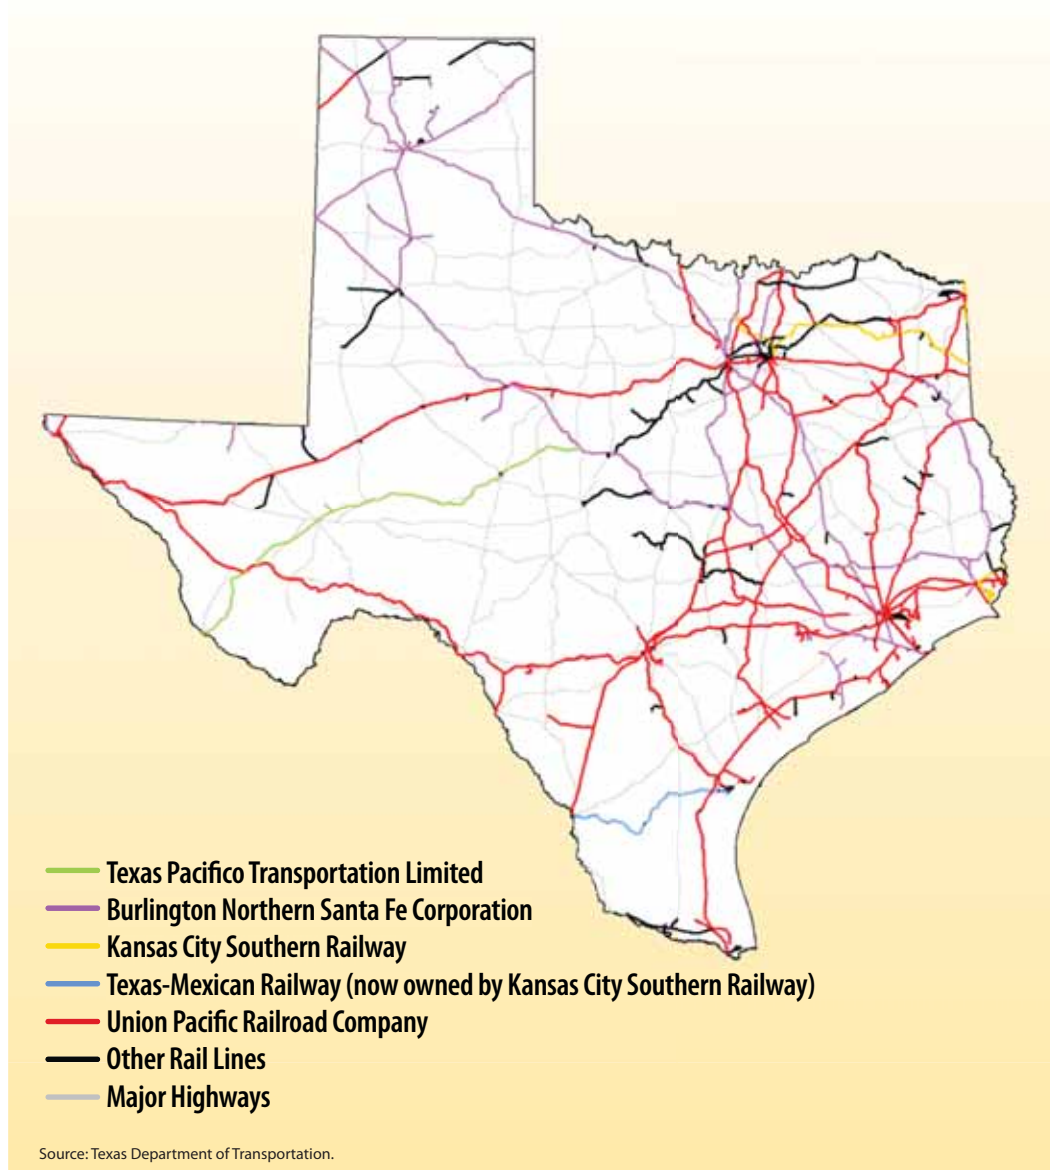 Texas Pacifico Transportation Limited
Burlington Northern Santa Fe Corporation
Kansas City Southern Railway
Texas-Mexican Railway (now owned by Kansas City Southern Railway)
Union Pacific Railroad Company
Other Rail Lines
Major Highways
Source: Texas Department of Transportation.